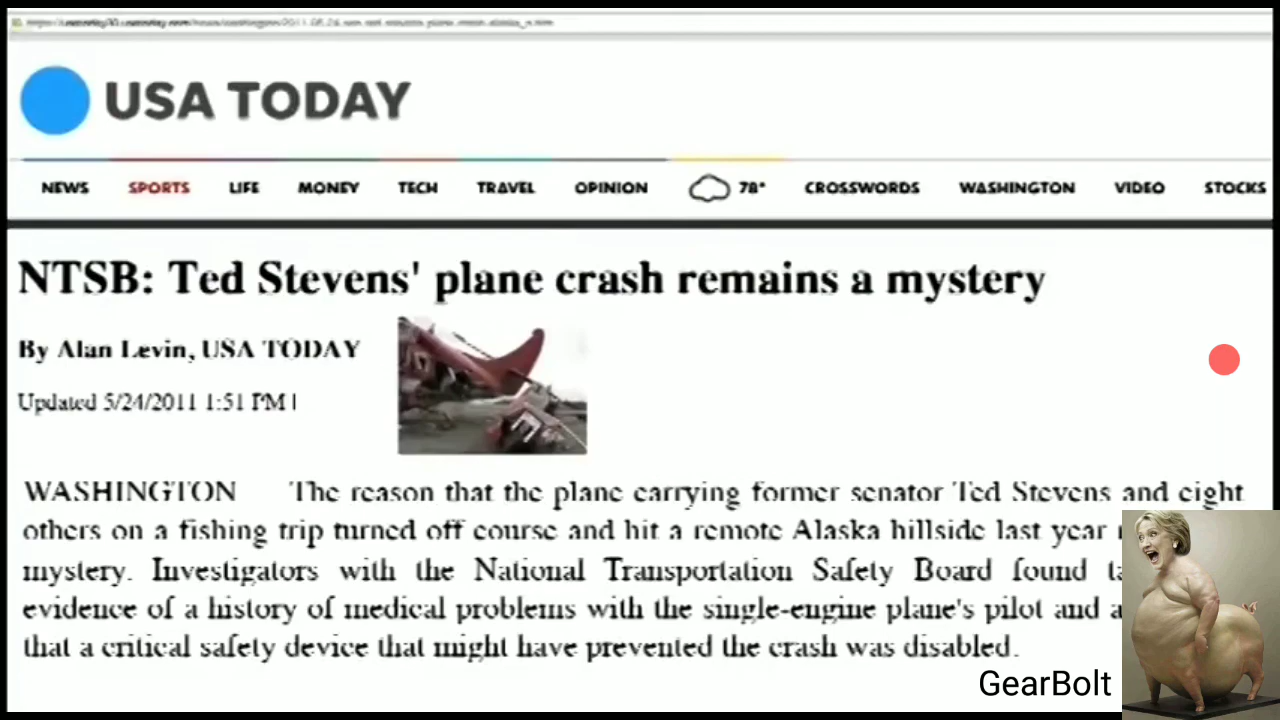 USA TODAY
NEWS SPORTS LIFE MONEY TECH TRAVEL OPINION 78° CROSSWORDS WASHINGTON VIDEO STOCKS
NTSB: Ted Stevens' plane crash remains a mystery
By Alan Levin, USA TODAY
Updated 5/24/2011 1:51 PM |
WASHINGTON The reason that the plane carrying former senator Ted Stevens and eight
others on a fishing trip turned off course and hit a remote Alaska hillside last year
mystery. Investigators with the National Transportation Safety Board found
evidence of a history of medical problems with the single-engine plane's pilot and
that a critical safety device that might have prevented the crash was disabled.
GearBolt